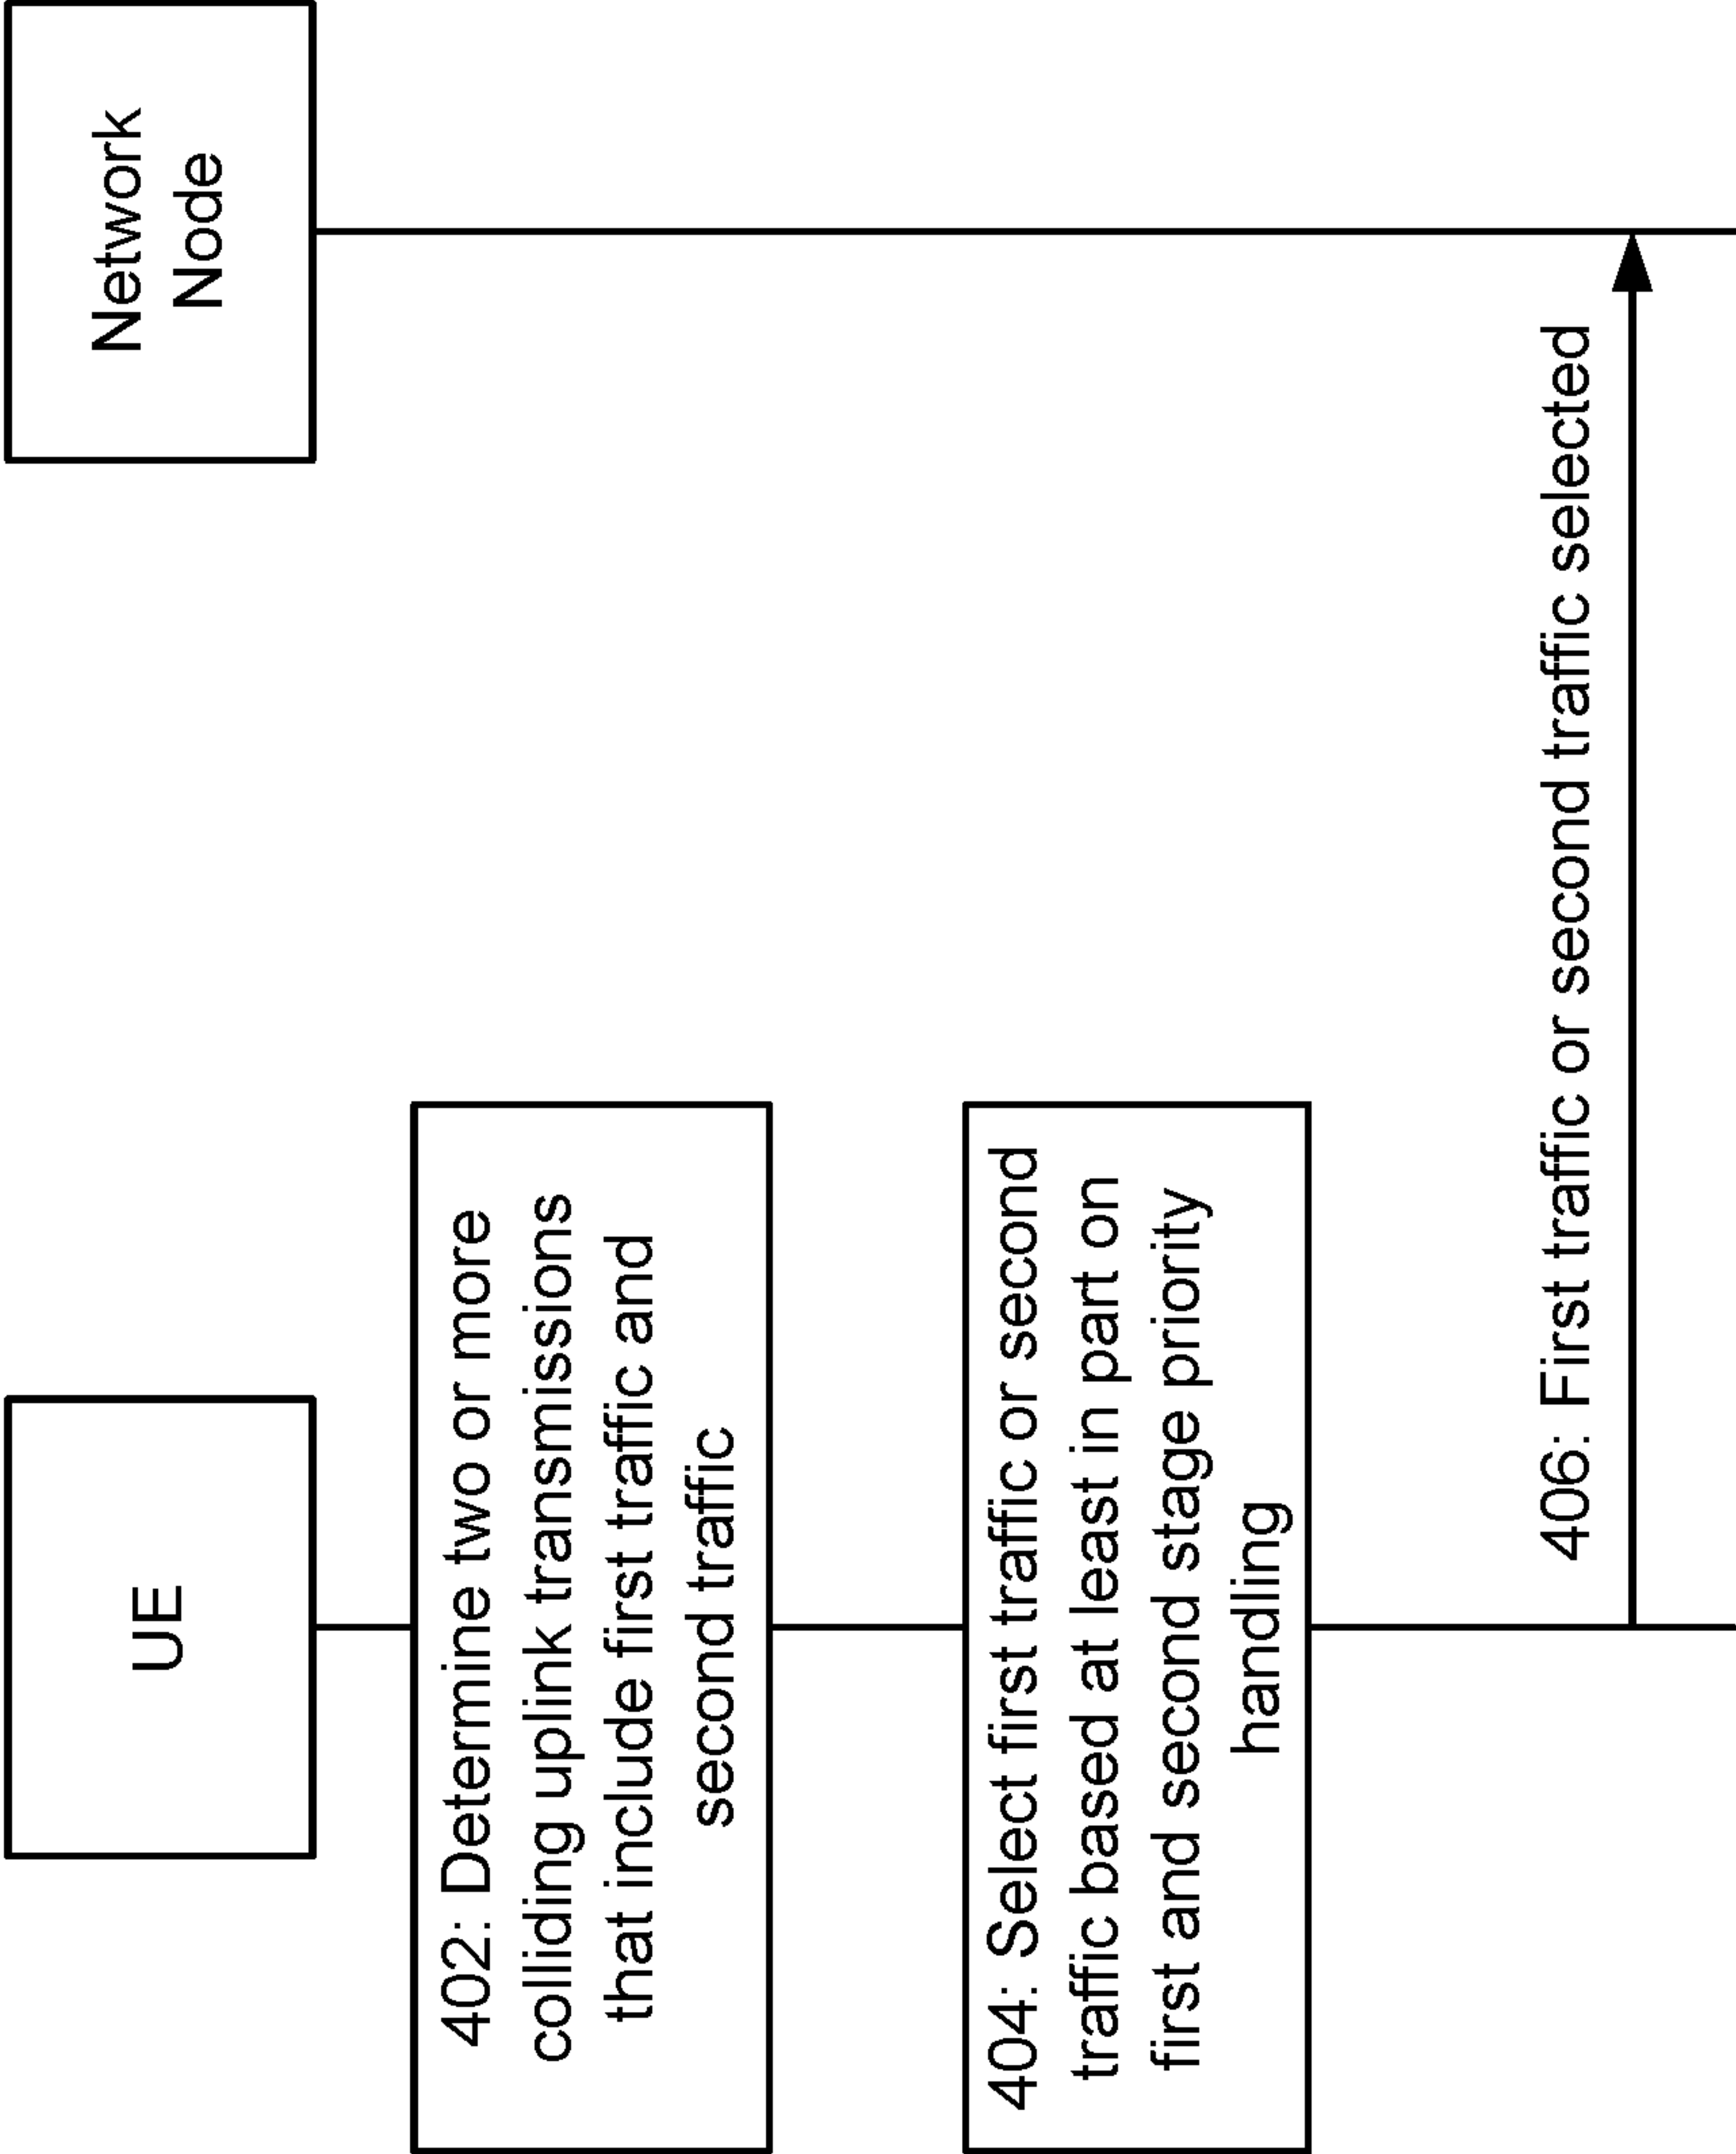 UE
Network
Node
402: Determine two or more
colliding uplink transmissions
that include first traffic and
second traffic
404: Select first traffic or second
traffic based at least in part on
first and second stage priority
handling
406: First traffic or second traffic selected